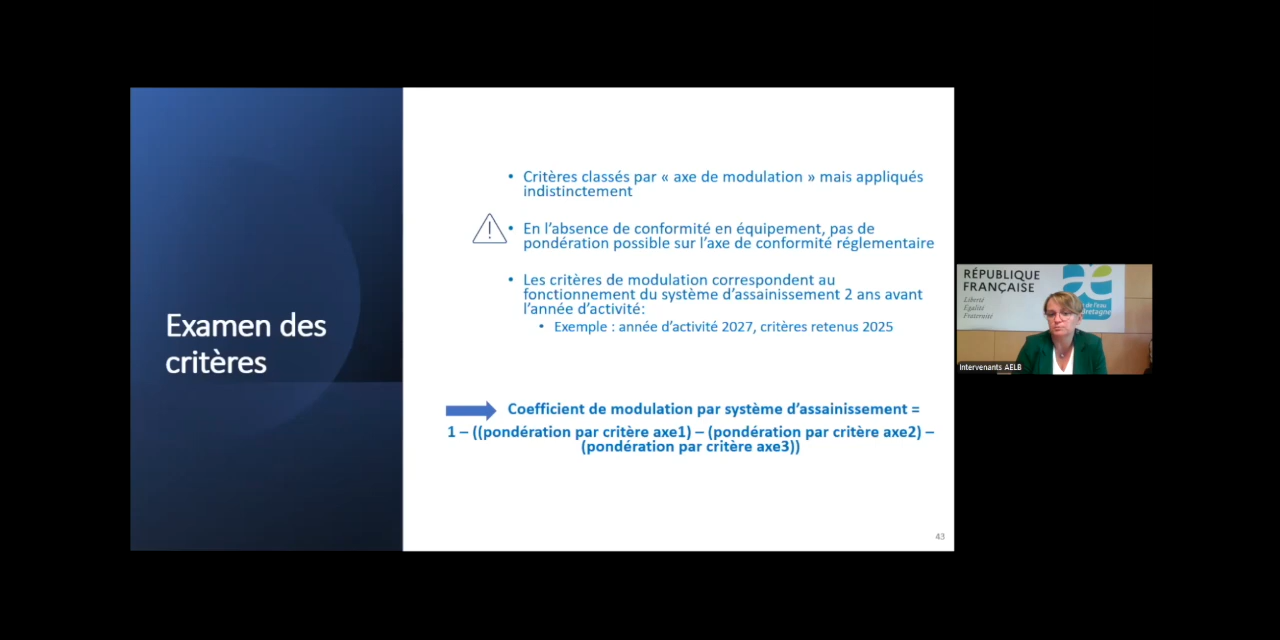 Examen des
critères
• Critères classés par « axe de modulation » mais appliqués
indistinctement
• En l'absence de conformité en équipement, pas de
pondération possible sur l'axe de conformité réglementaire
• Les critères de modulation correspondent au
fonctionnement du système d'assainissement 2 ans avant
l'année d'activité:
• Exemple : année d'activité 2027, critères retenus 2025
Coefficient de modulation par système d'assainissement =
1 – ((pondération par critère axe1) – (pondération par critère axe2) –
(pondération par critère axe3))
43
RÉPUBLIQUE
FRANÇAISE
Liberté
Égalité
Fraternité
ae
de l'eau
Bretagne
Intervenants AELB